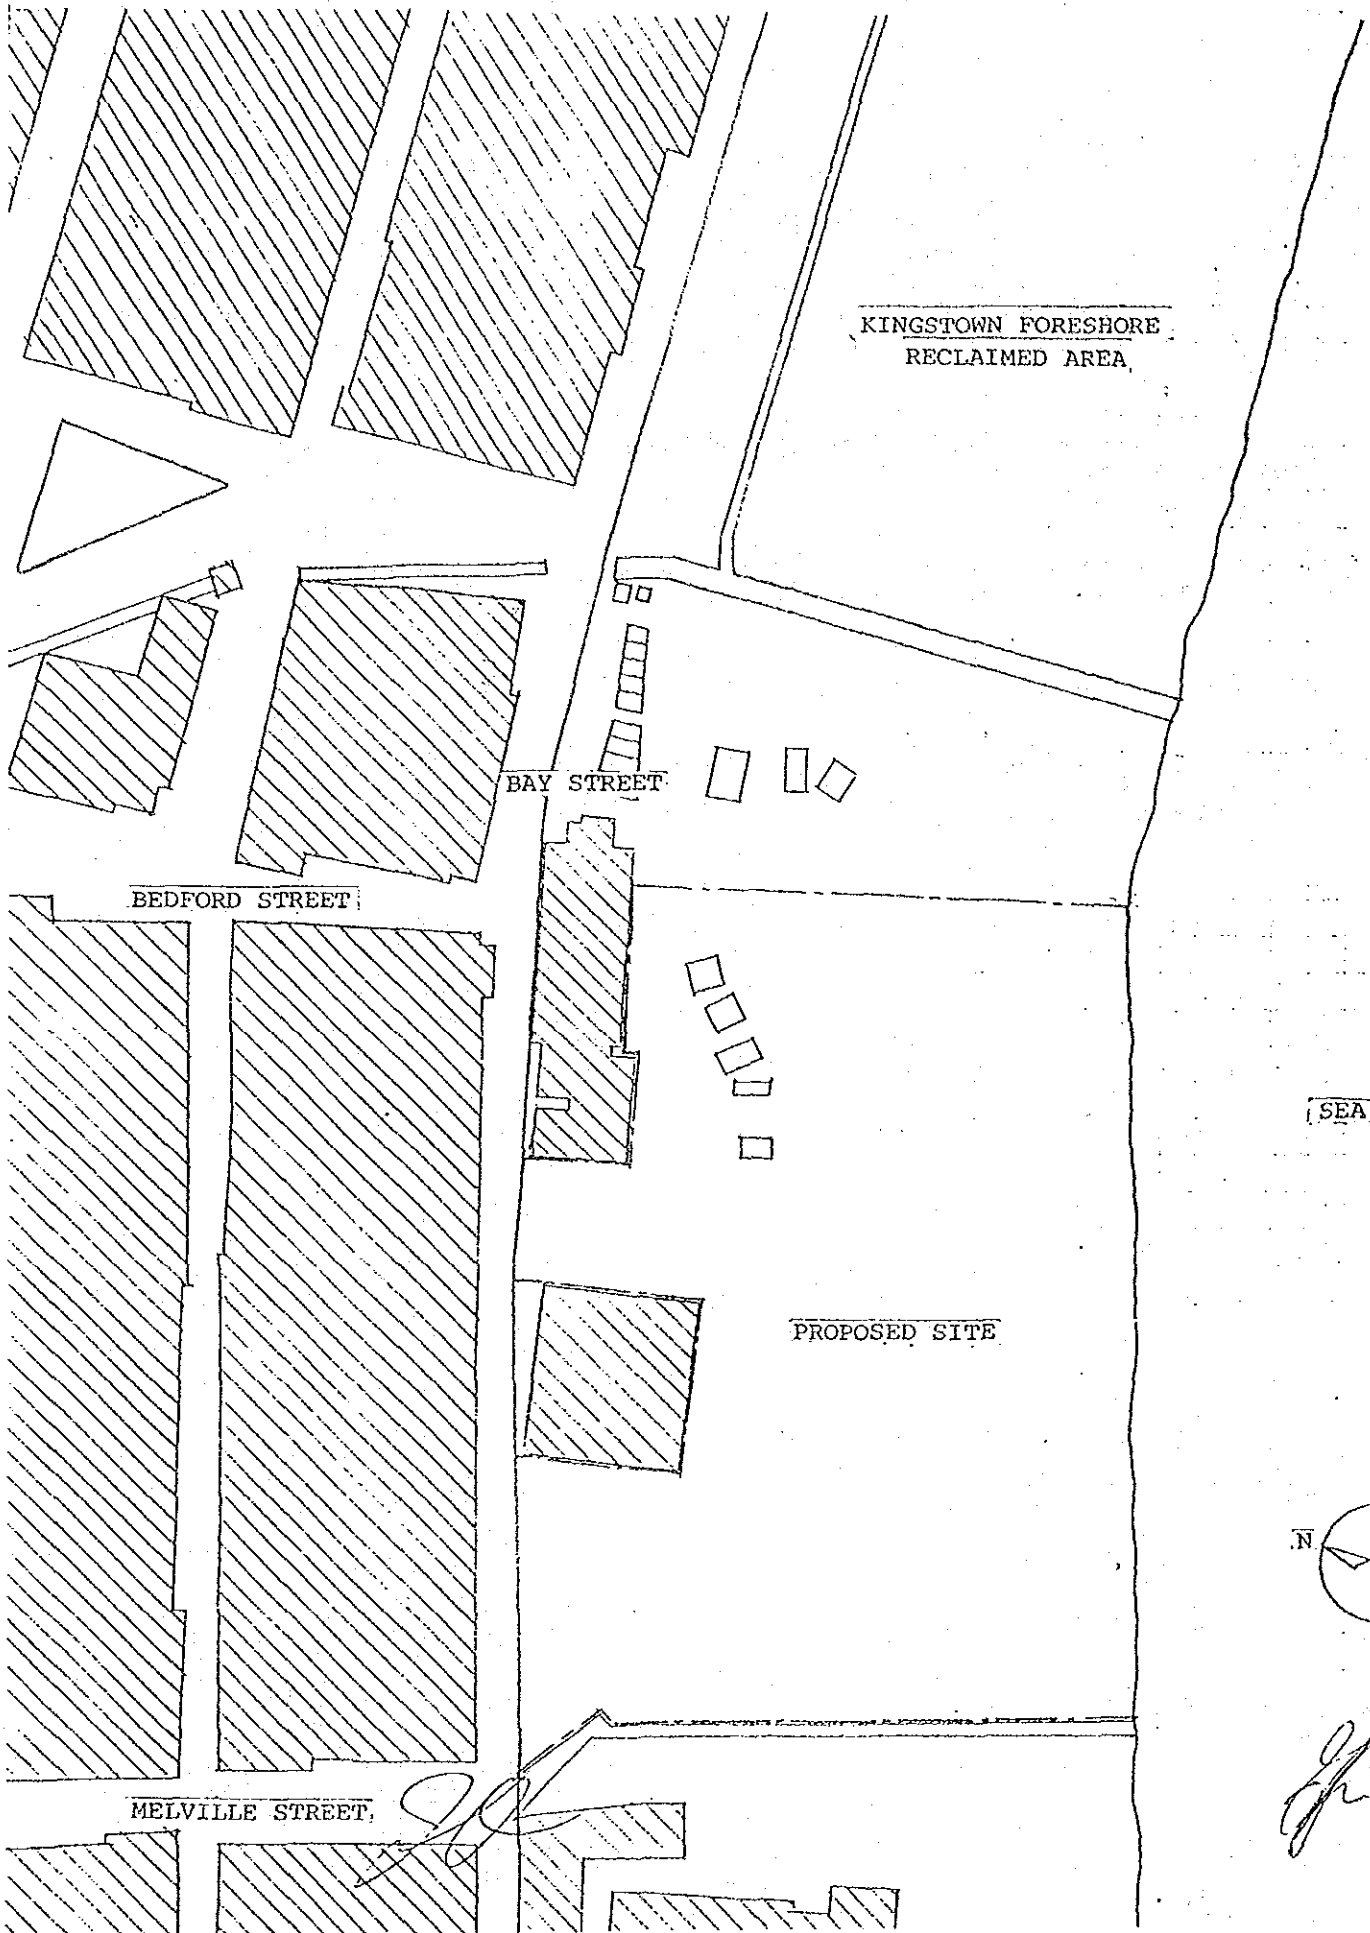 KINGSTOWN FORESHORE
RECLAIMED AREA
BAY STREET
BEDFORD STREET
SEA
PROPOSED SITE
N
MELVILLE STREET